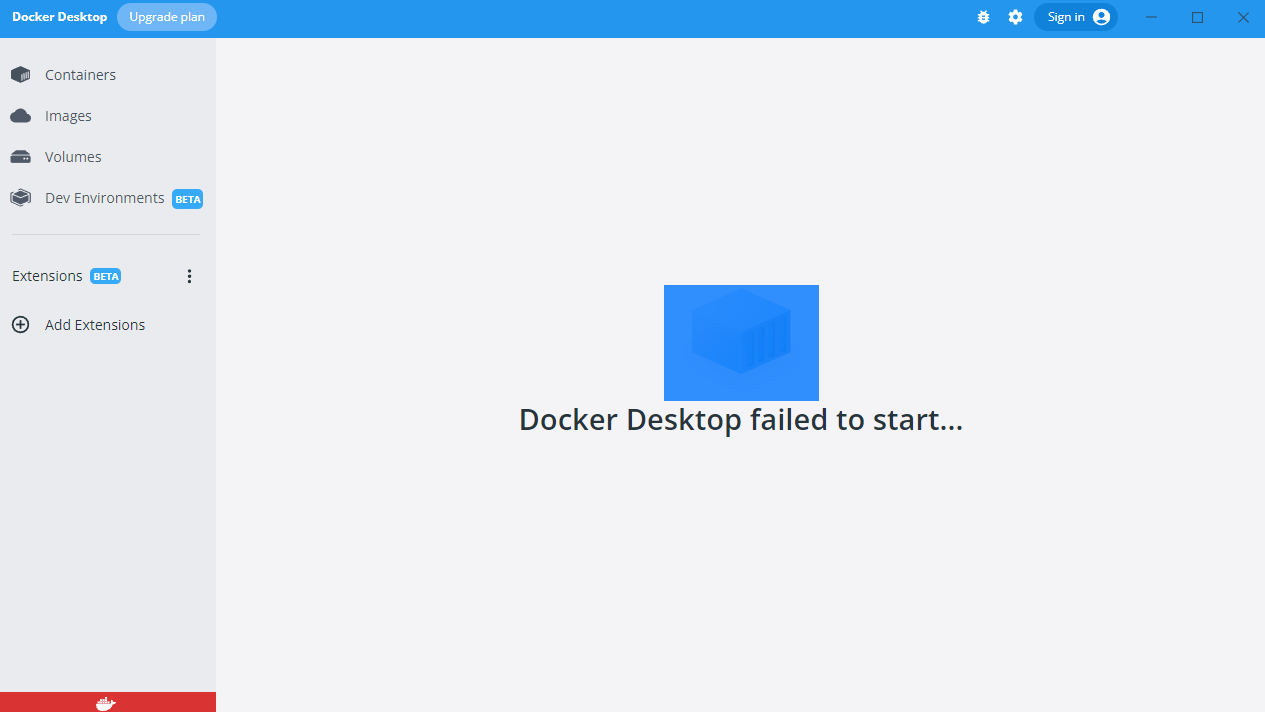 Docker Desktop Upgrade plan Sign in
Containers
Images
Volumes
Dev Environments BETA
Extensions BETA
Add Extensions
Docker Desktop failed to start...